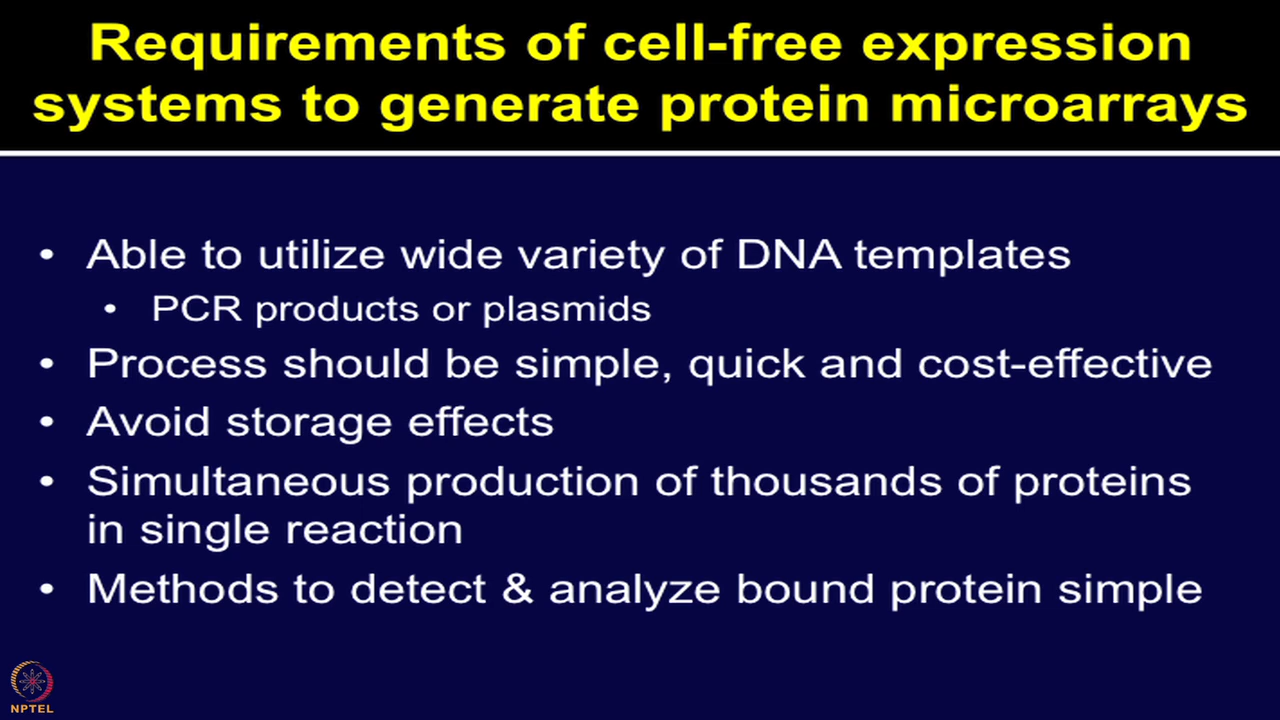 Requirements of cell-free expression
systems to generate protein microarrays
• Able to utilize wide variety of DNA templates
• PCR products or plasmids
• Process should be simple, quick and cost-effective
• Avoid storage effects
• Simultaneous production of thousands of proteins
in single reaction
• Methods to detect & analyze bound protein simple
NPTEL